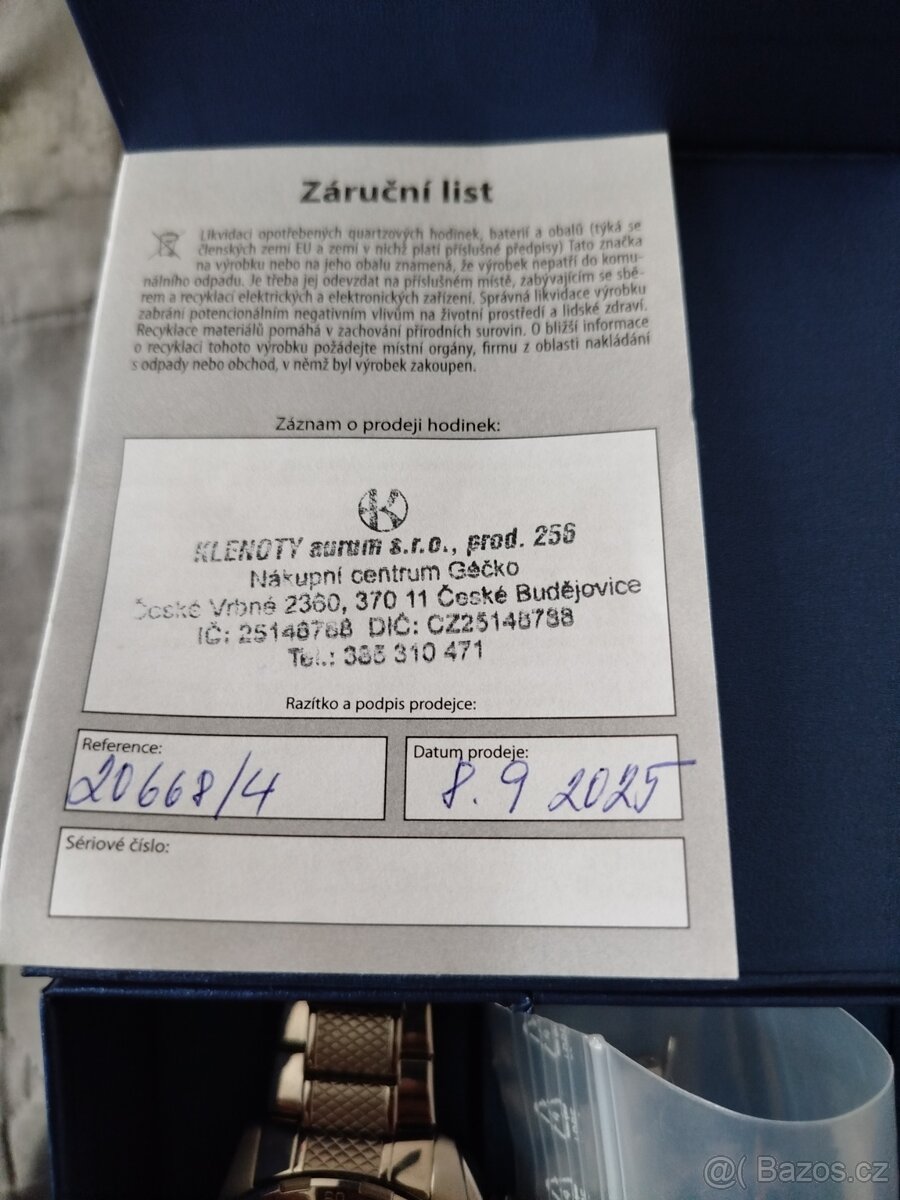 Záruční list
Likvidaci opotřebených quartzových hodinek, baterií a obalů (týká se
členských zemí EU a zemí v nichž platí příslušné předpisy) Tato značka
na výrobku nebo na jeho obalu znamená, že výrobek nepatří do komu-
nálního odpadu. Je třeba jej odevzdat na příslušném místě, zabývajícím se sbě-
rem a recyklací elektrických a elektronických zařízení. Správná likvidace výrobku
zabrání potencionálním negativním vlivům na životní prostředí a lidské zdraví.
Recyklace materiálů pomáhá v zachování přírodních surovin. O bližší informace
o recyklaci tohoto výrobku požádejte místní orgány, firmu z oblasti nakládání
s odpady nebo obchod, v němž byl výrobek zakoupen.
Záznam o prodeji hodinek:
K
KLENOTY aurum s.r.o., prod. 256
Nákupní centrum Géčko
České Vrbné 2360, 370 11 České Budějovice
IČ: 25148788 DIČ: CZ25148788
Tel.: 385 310 471
Razítko a podpis prodejce:
Reference:
20668/4
Datum prodeje:
8. 9 2025
Sériové číslo:
@( Bazos.cz